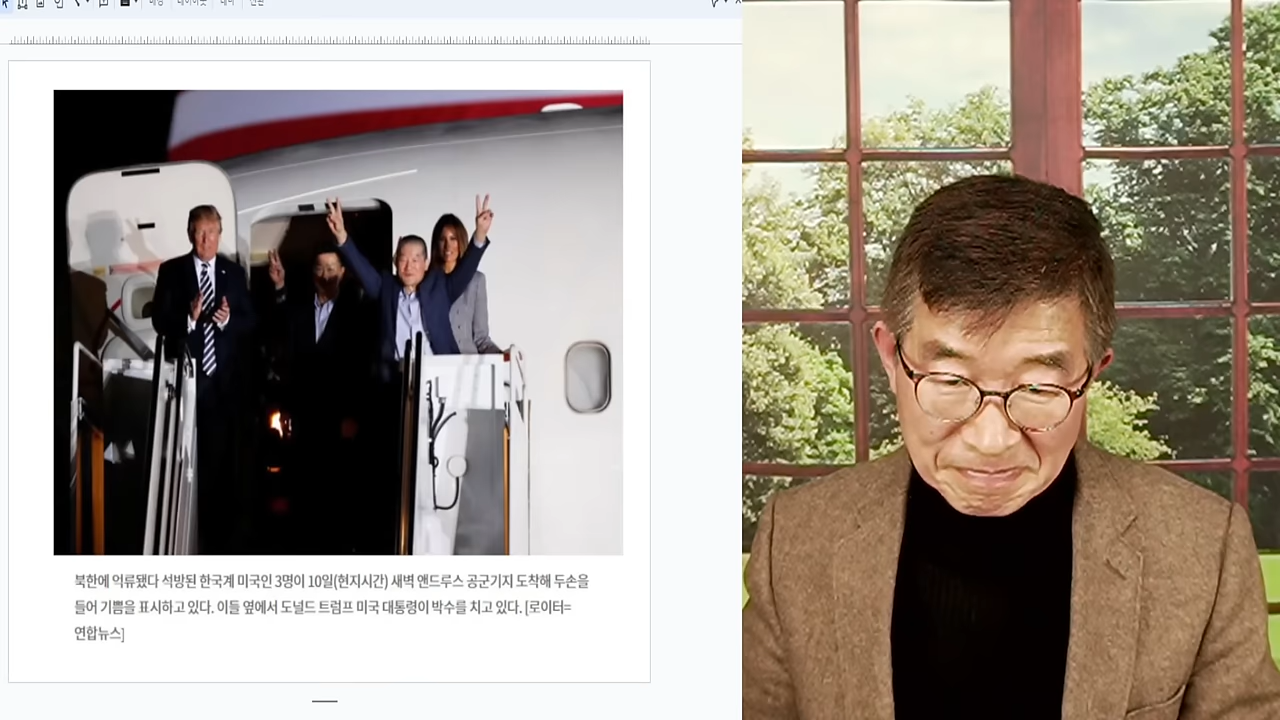 북한에 억류됐다 석방된 한국계 미국인 3명이 10일(현지시간) 새벽 앤드루스 공군기지 도착해 두손을
들어 기쁨을 표시하고 있다. 이들 옆에서 도널드 트럼프 미국 대통령이 박수를 치고 있다. [로이터=
연합뉴스]